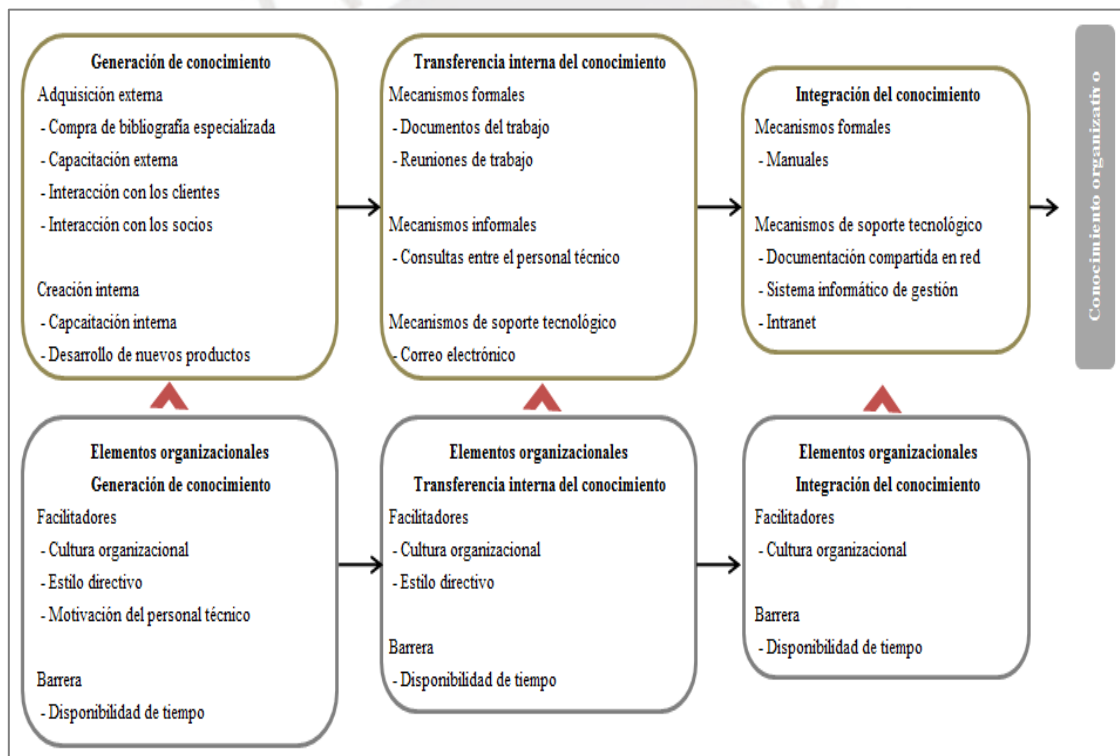 Generación de conocimiento
Adquisición externa
- Compra de bibliografía especializada
- Capacitación externa
- Interacción con los clientes
- Interacción con los socios
Creación interna
- Capcaitación interna
- Desarrollo de nuevos productos
Transferencia interna del conocimiento
Mecanismos formales
- Documentos del trabajo
- Reuniones de trabajo
Mecanismos informales
- Consultas entre el personal técnico
Mecanismos de soporte tecnológico
- Correo electrónico
Integración del conocimiento
Mecanismos formales
- Manuales
Mecanismos de soporte tecnológico
- Documentación compartida en red
- Sistema informático de gestión
- Intranet
Conocimiento organizativo
Elementos organizacionales
Generación de conocimiento
Facilitadores
- Cultura organizacional
- Estilo directivo
- Motivación del personal técnico
Barrera
- Disponibilidad de tiempo
Elementos organizacionales
Transferencia interna del conocimiento
Facilitadores
- Cultura organizacional
- Estilo directivo
Barrera
- Disponibilidad de tiempo
Elementos organizacionales
Integración del conocimiento
Facilitadores
- Cultura organizacional
Barrera
- Disponibilidad de tiempo